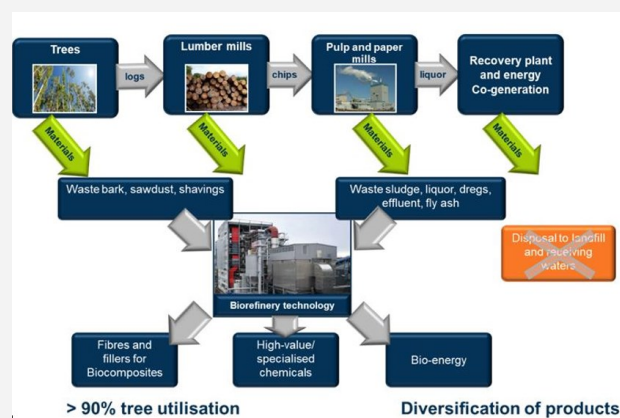 Trees
Lumber mills
Pulp and paper
mills
Recovery plant
and energy
Co-generation
logs
chips
liquor
Materials
Materials
Materials
Materials
Waste bark, sawdust, shavings
Waste sludge, liquor, dregs,
effluent, fly ash
Disposal to landfill
and receiving
waters
Biorefinery technology
Fibres and
fillers for
Biocomposites
High-value/
specialised
chemicals
Bio-energy
> 90% tree utilisation
Diversification of products